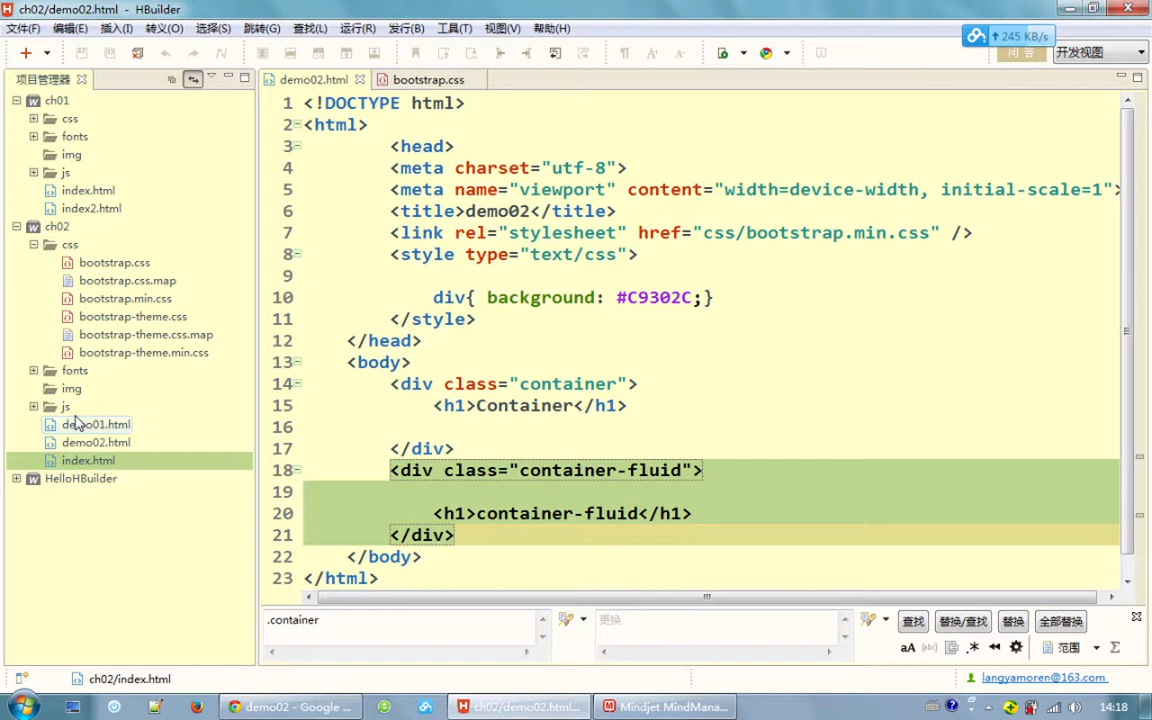 ch02/demo02.html - HBuilder
文件(F) 编辑(E) 插入(I) 转义(O) 选择(S) 跳转(G) 查找(L) 运行(R) 发行(B) 工具(T) 视图(V) 帮助(H)
245 KB/s
问 答
开发视图
项目管理器
demo02.html
bootstrap.css
ch01
css
fonts
img
js
index.html
index2.html
ch02
css
bootstrap.css
bootstrap.css.map
bootstrap.min.css
bootstrap-theme.css
bootstrap-theme.css.map
bootstrap-theme.min.css
fonts
img
js
demo01.html
demo02.html
index.html
HelloHBuilder
1 <!DOCTYPE html>
2 <html>
3 <head>
4 <meta charset="utf-8">
5 <meta name="viewport" content="width=device-width, initial-scale=1">
6 <title>demo02</title>
7 <link rel="stylesheet" href="css/bootstrap.min.css" />
8 <style type="text/css">
9
10 div{ background: #C9302C;}
11 </style>
12 </head>
13 <body>
14 <div class="container">
15 <h1>Container</h1>
16
17 </div>
18 <div class="container-fluid">
19
20 <h1>container-fluid</h1>
21 </div>
22 </body>
23 </html>
.container
更换
查找 替换/查找 替换 全部替换
aA [abc] .* 范围 Σ
ch02/index.html
langyamoren@163.com
demo02 - Google ...
ch02/demo02.html...
Mindjet MindMana...
14:18